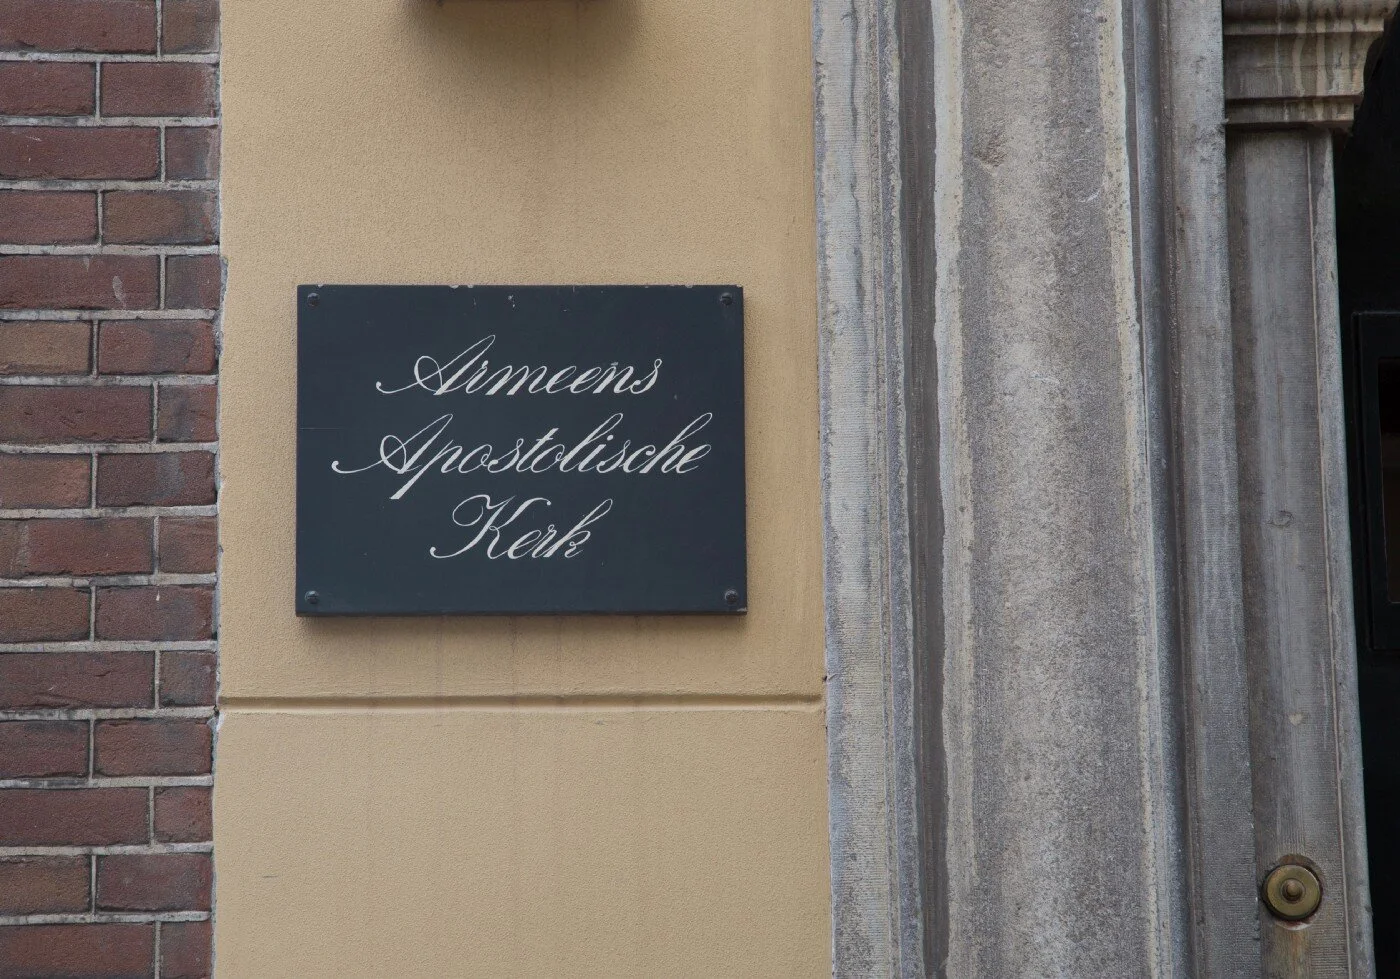 Armeens
Apostolische
Kerk